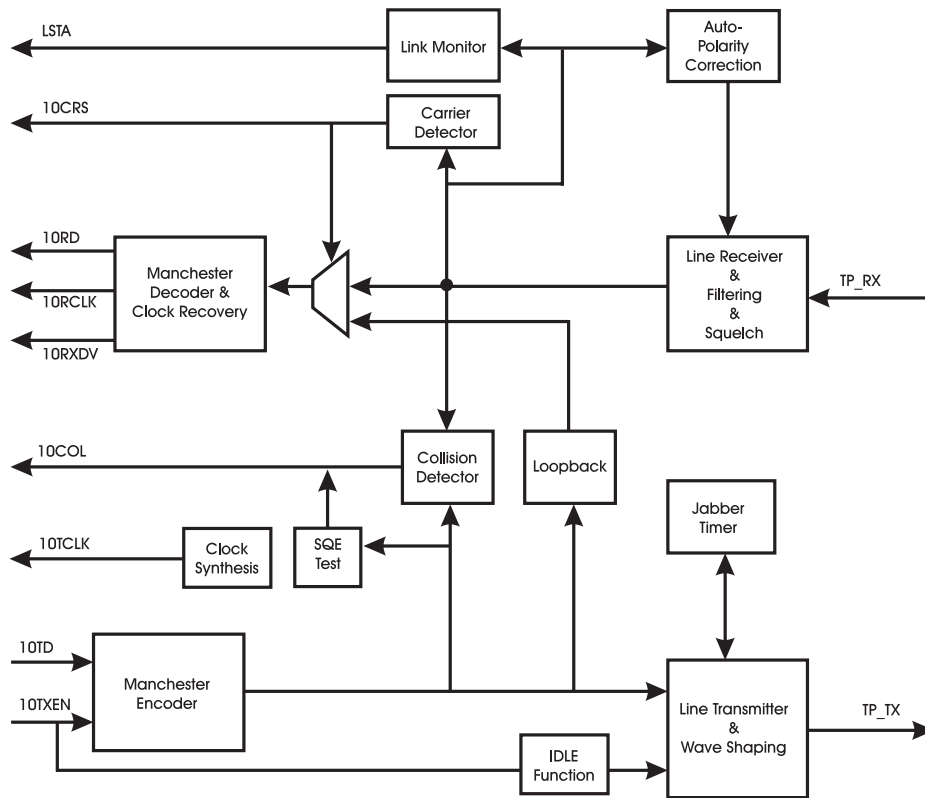 LSTA
Link Monitor
Auto-
Polarity
Correction
10CRS
Carrier
Detector
10RD
10RCLK
10RXDV
Manchester
Decoder &
Clock Recovery
Line Receiver
&
Filtering
&
Squelch
TP_RX
10COL
Collision
Detector
Loopback
Jabber
Timer
10TCLK
Clock
Synthesis
SQE
Test
10TD
10TXEN
Manchester
Encoder
Line Transmitter
&
Wave Shaping
TP_TX
IDLE
Function